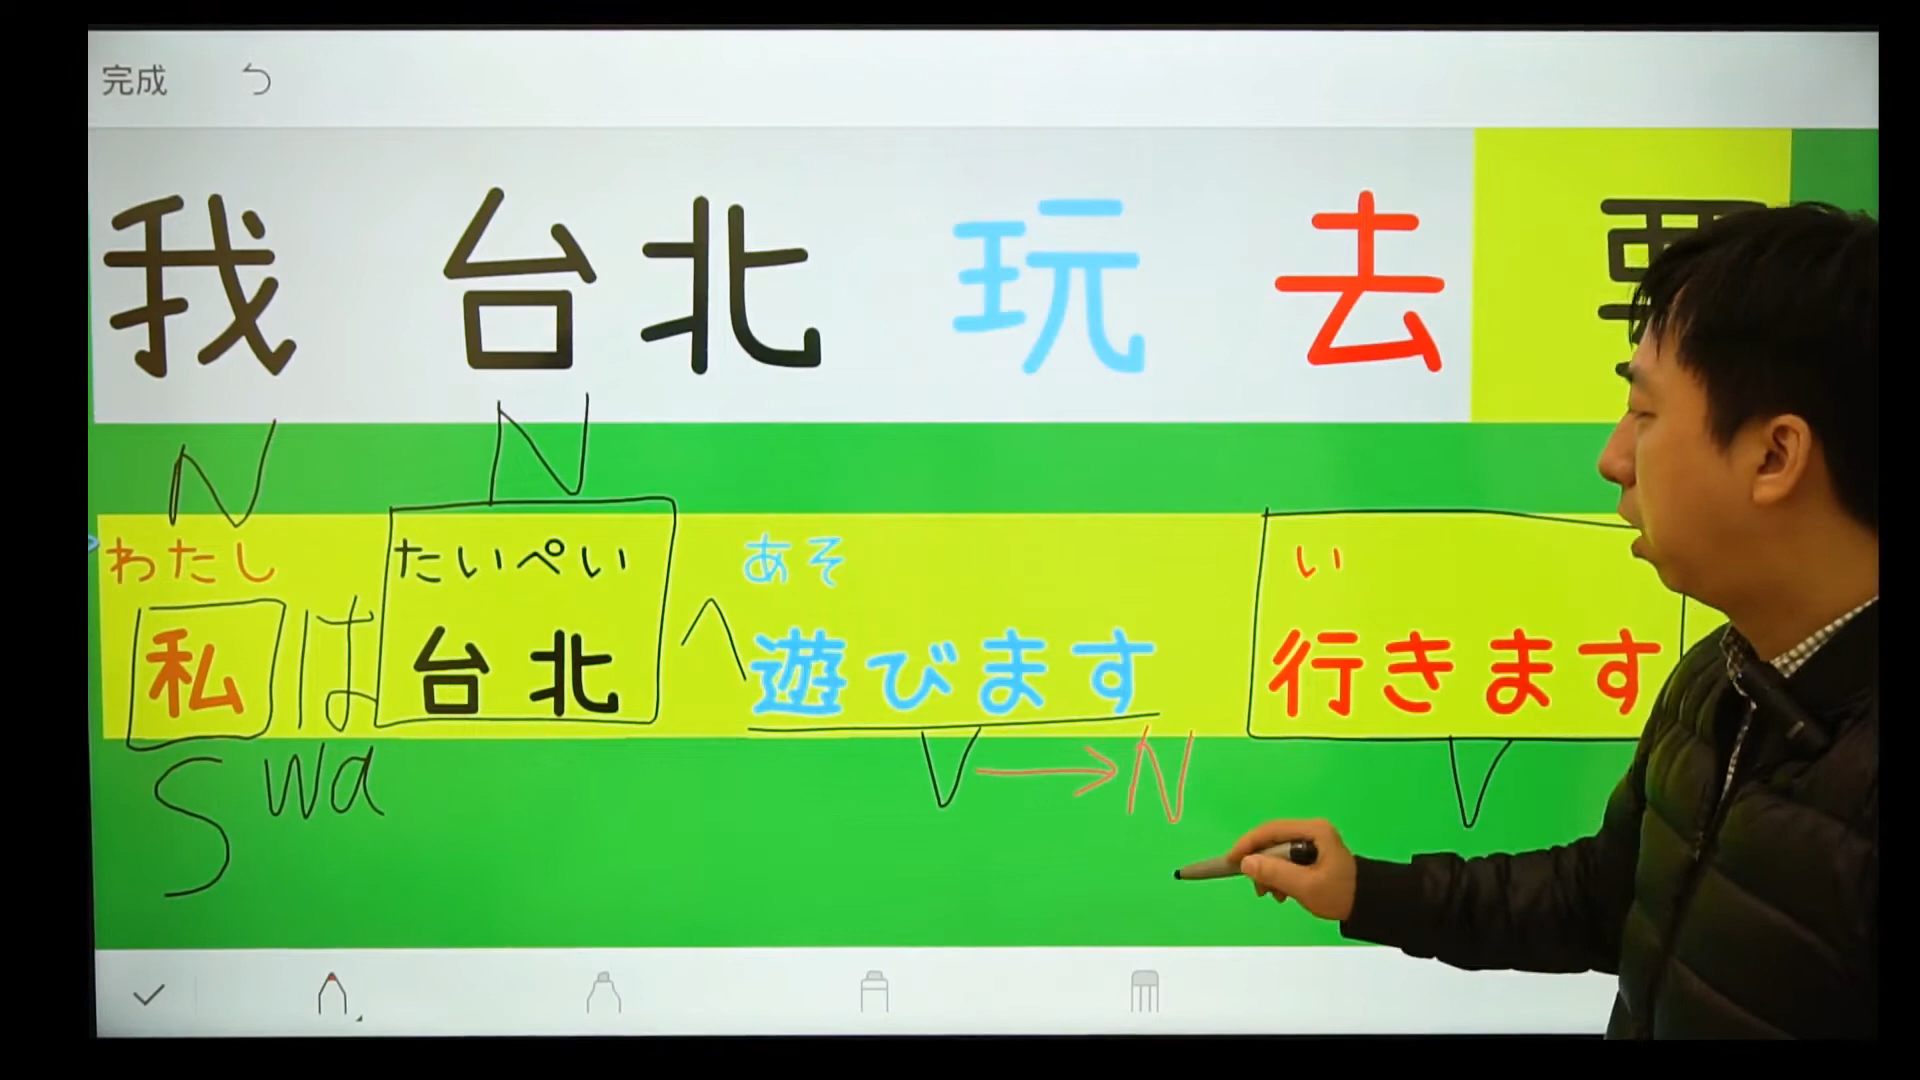 完成
我 台北 玩 去 要
N N
わたし たいぺい あそ い
私 は 台北 へ 遊びます 行きます
S wa V → N V